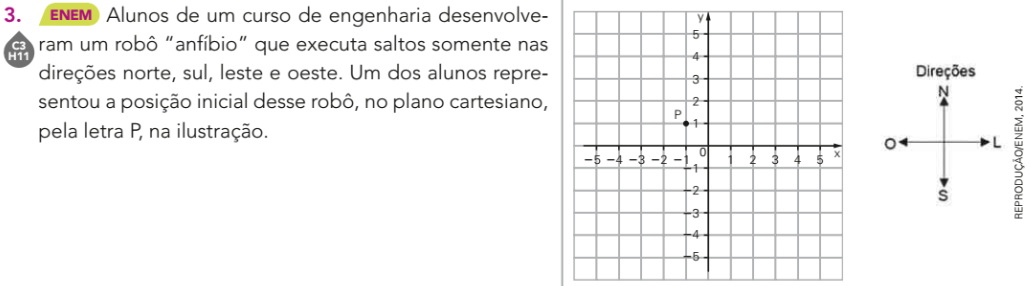 3. ENEM Alunos de um curso de engenharia desenvolve-
C3
H11
ram um robô “anfíbio” que executa saltos somente nas
direções norte, sul, leste e oeste. Um dos alunos repre-
sentou a posição inicial desse robô, no plano cartesiano,
pela letra P, na ilustração.
y
5
4
3
2
P
1
0
−5 −4 −3 −2 −1 1 2 3 4 5 x
−1
−2
−3
−4
−5
Direções
N
O L
S
REPRODUÇÃO/ENEM, 2014.